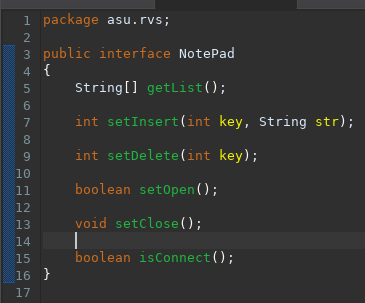 1 package asu.rvs;
2
3 public interface NotePad
4 {
5     String[] getList();
6
7     int setInsert(int key, String str);
8
9     int setDelete(int key);
10
11     boolean setOpen();
12
13     void setClose();
14
15     boolean isConnect();
16 }
17